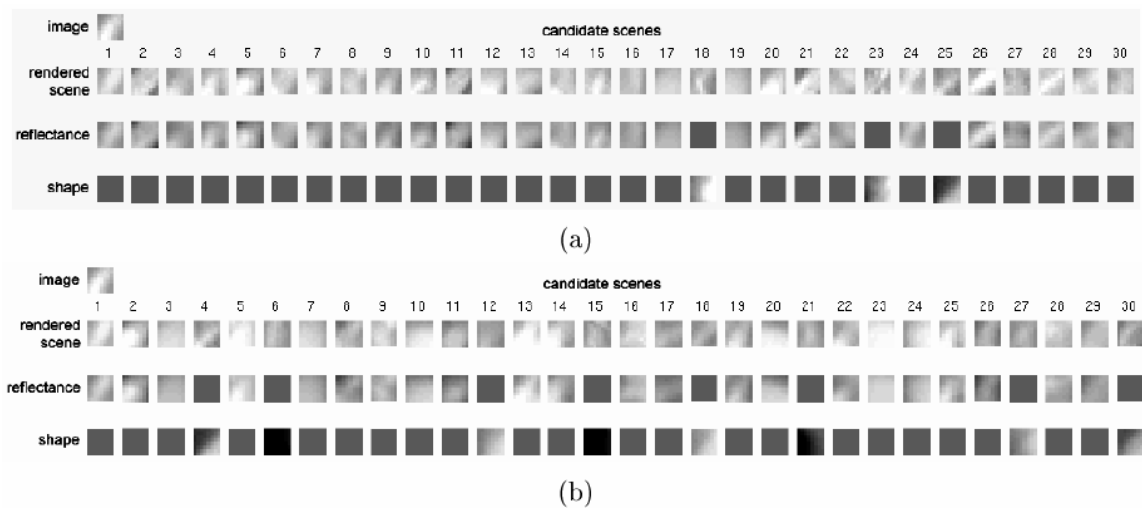 image
candidate scenes
1 2 3 4 5 6 7 8 9 10 11 12 13 14 15 16 17 18 19 20 21 22 23 24 25 26 27 28 29 30
rendered
scene
reflectance
shape
(a)
image
candidate scenes
1 2 3 4 5 6 7 8 9 10 11 12 13 14 15 16 17 18 19 20 21 22 23 24 25 26 27 28 29 30
rendered
scene
reflectance
shape
(b)